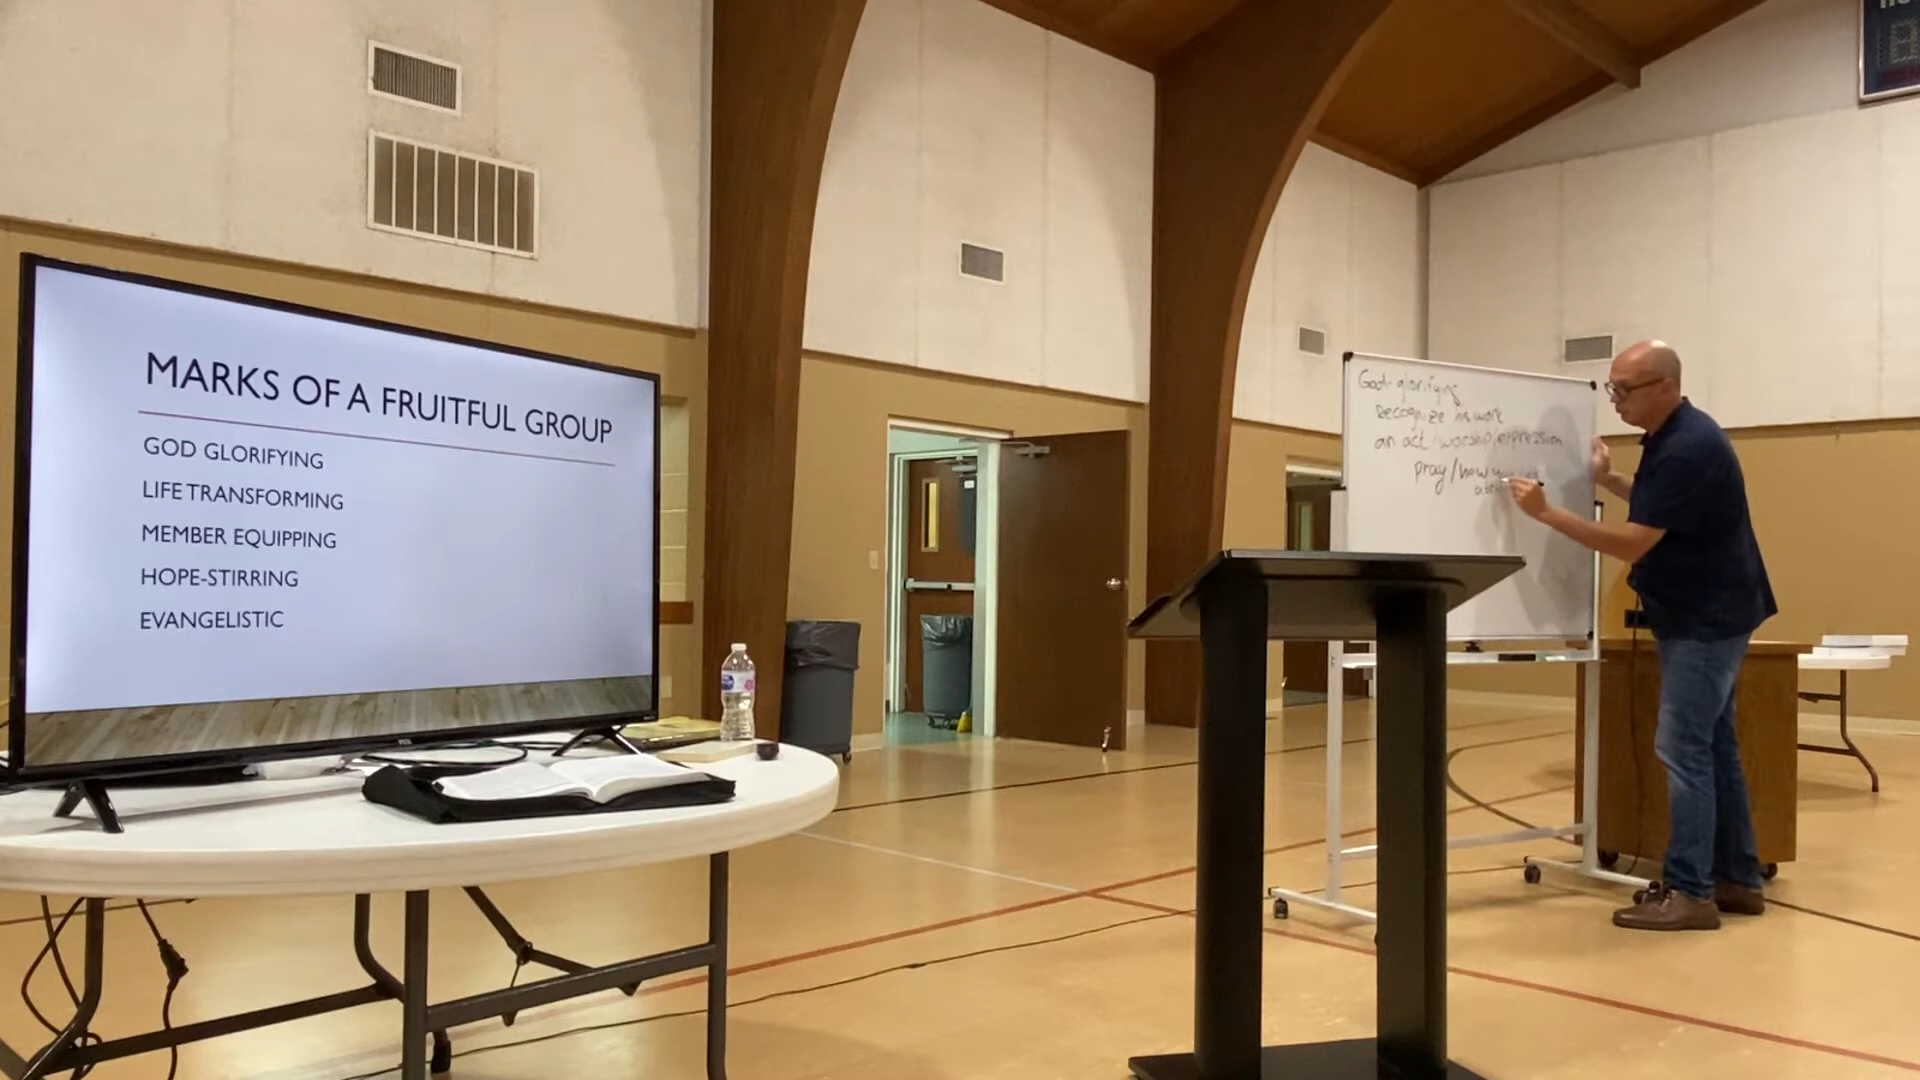 MARKS OF A FRUITFUL GROUP
GOD GLORIFYING
LIFE TRANSFORMING
MEMBER EQUIPPING
HOPE-STIRRING
EVANGELISTIC
God-glorifying
Recognize his work
an act worship/expression
pray/how